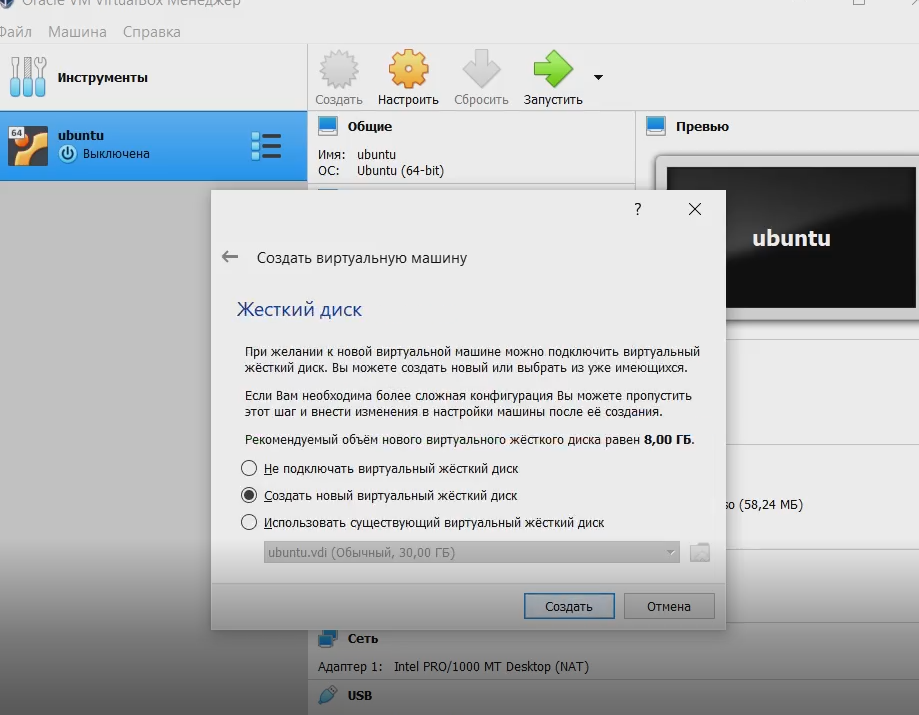 Oracle VM VirtualBox Менеджер
Файл Машина Справка
Инструменты
Создать Настроить Сбросить Запустить
64
ubuntu
Выключена
Общие
Имя: ubuntu
ОС: Ubuntu (64-bit)
Превью
ubuntu
?
Создать виртуальную машину
Жесткий диск
При желании к новой виртуальной машине можно подключить виртуальный
жёсткий диск. Вы можете создать новый или выбрать из уже имеющихся.
Если Вам необходима более сложная конфигурация Вы можете пропустить
этот шаг и внести изменения в настройки машины после её создания.
Рекомендуемый объём нового виртуального жёсткого диска равен 8,00 ГБ.
Не подключать виртуальный жёсткий диск
Создать новый виртуальный жёсткий диск
Использовать существующий виртуальный жёсткий диск
ubuntu.vdi (Обычный, 30,00 ГБ)
Создать Отмена
so (58,24 МБ)
Сеть
Адаптер 1: Intel PRO/1000 MT Desktop (NAT)
USB